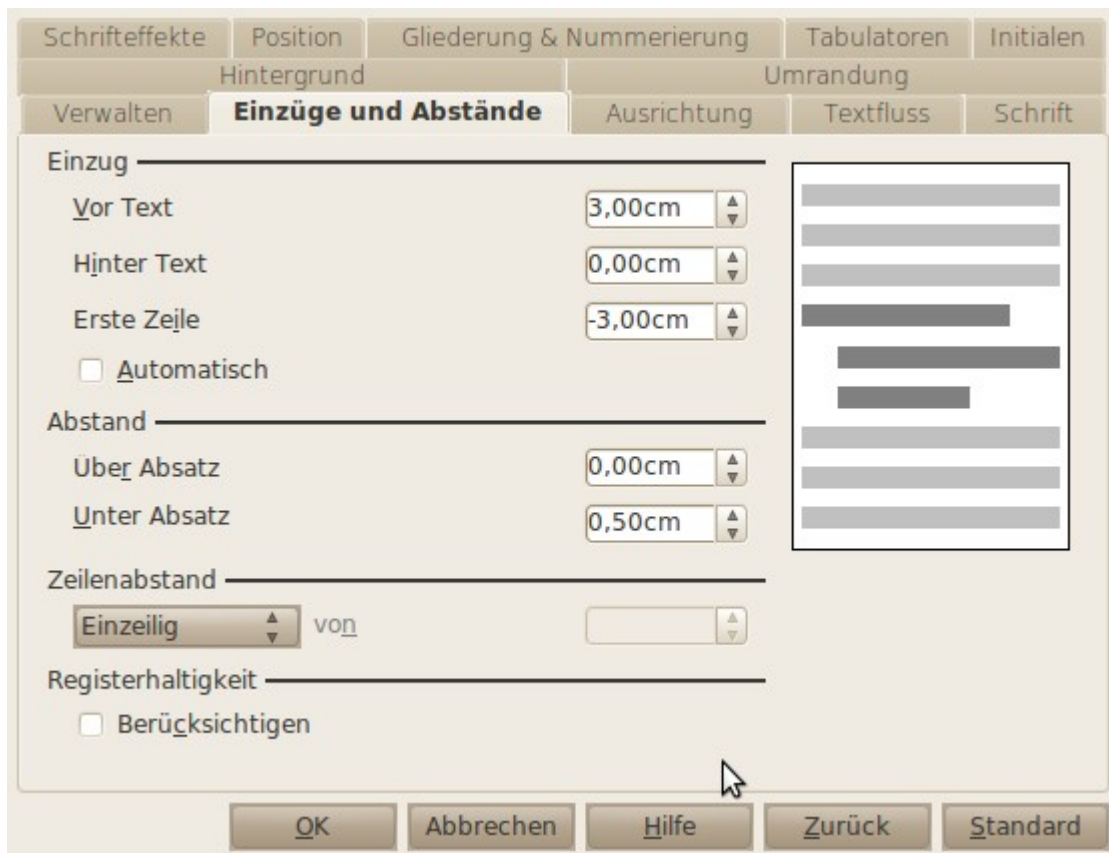 Schrifteffekte Position Gliederung & Nummerierung Tabulatoren Initialen
Hintergrund Umrandung
Verwalten Einzüge und Abstände Ausrichtung Textfluss Schrift
Einzug
Vor Text 3,00cm
Hinter Text 0,00cm
Erste Zeile -3,00cm
Automatisch
Abstand
Über Absatz 0,00cm
Unter Absatz 0,50cm
Zeilenabstand
Einzeilig von
Registerhaltigkeit
Berücksichtigen
OK Abbrechen Hilfe Zurück Standard